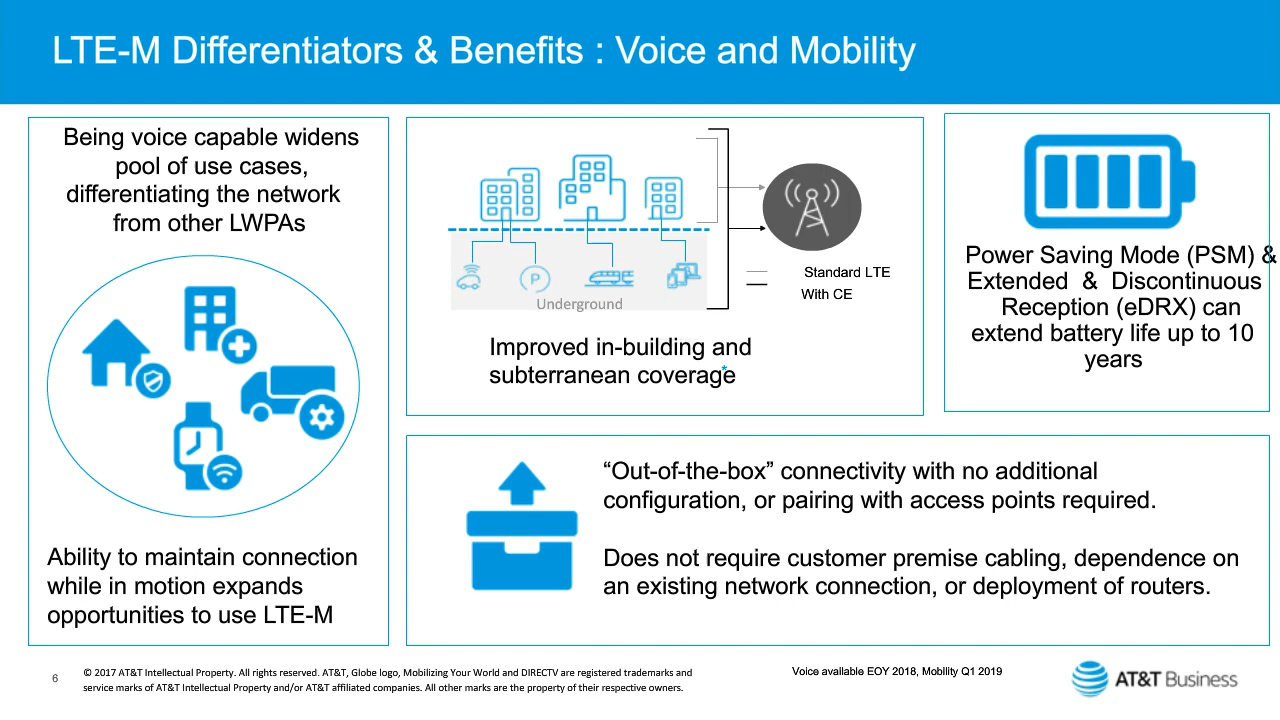 LTE-M Differentiators & Benefits : Voice and Mobility
Being voice capable widens
pool of use cases,
differentiating the network
from other LWPAs
Ability to maintain connection
while in motion expands
opportunities to use LTE-M
P
Underground
Standard LTE
With CE
Improved in-building and
subterranean coverage*
Power Saving Mode (PSM) &
Extended & Discontinuous
Reception (eDRX) can
extend battery life up to 10
years
“Out-of-the-box” connectivity with no additional
configuration, or pairing with access points required.
Does not require customer premise cabling, dependence on
an existing network connection, or deployment of routers.
6
© 2017 AT&T Intellectual Property. All rights reserved. AT&T, Globe logo, Mobilizing Your World and DIRECTV are registered trademarks and
service marks of AT&T Intellectual Property and/or AT&T affiliated companies. All other marks are the property of their respective owners.
Voice available EOY 2018, Mobility Q1 2019
AT&T Business